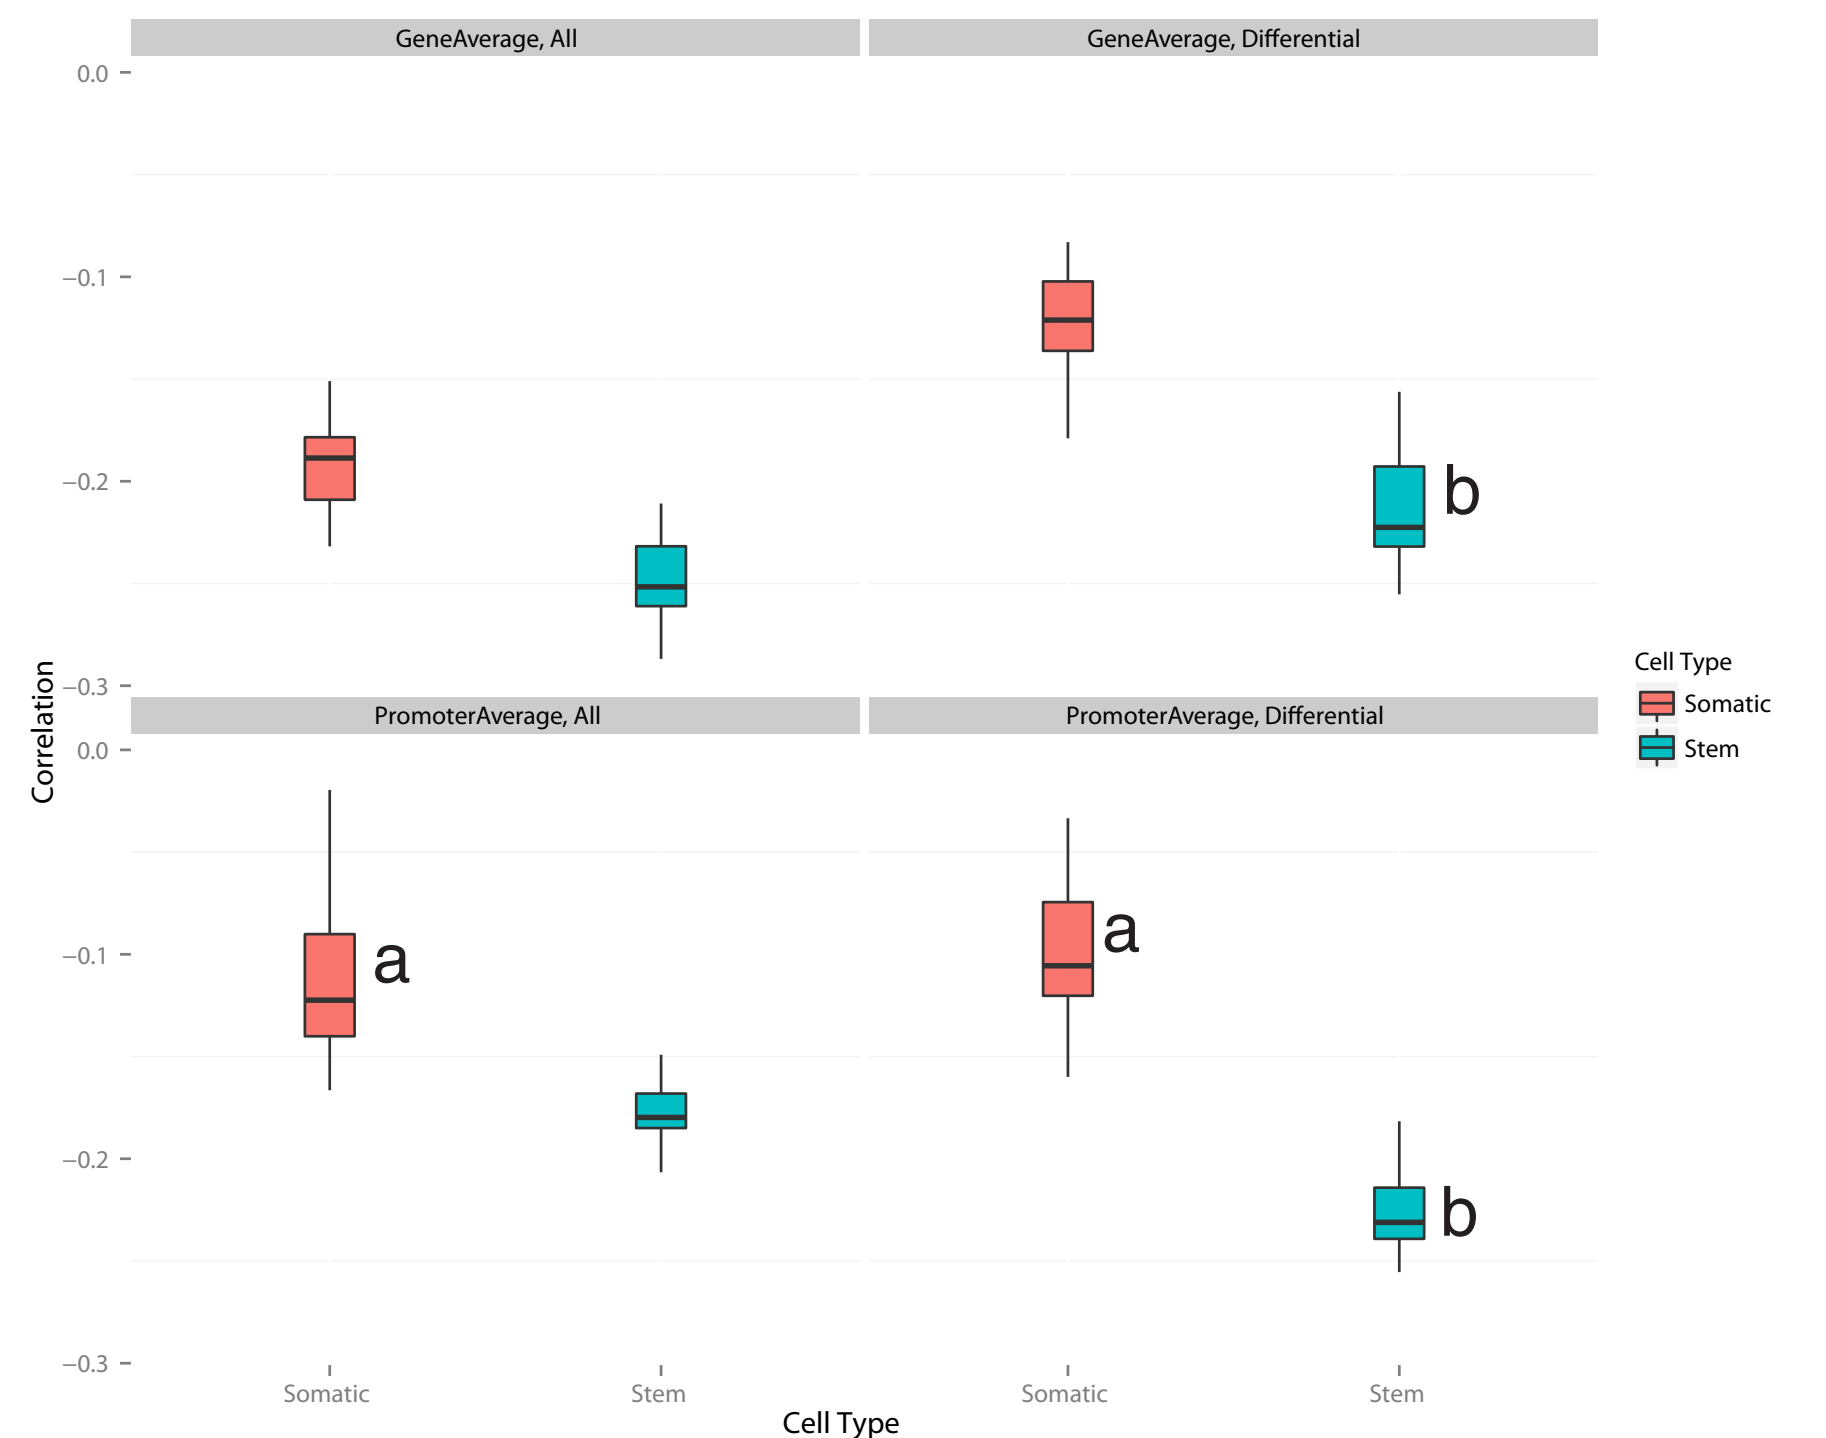 GeneAverage, All
GeneAverage, Differential
0.0
−0.1
−0.2
−0.3
b
PromoterAverage, All
PromoterAverage, Differential
0.0
−0.1
−0.2
−0.3
a
a
b
Correlation
Somatic
Stem
Somatic
Stem
Cell Type
Cell Type
Somatic
Stem